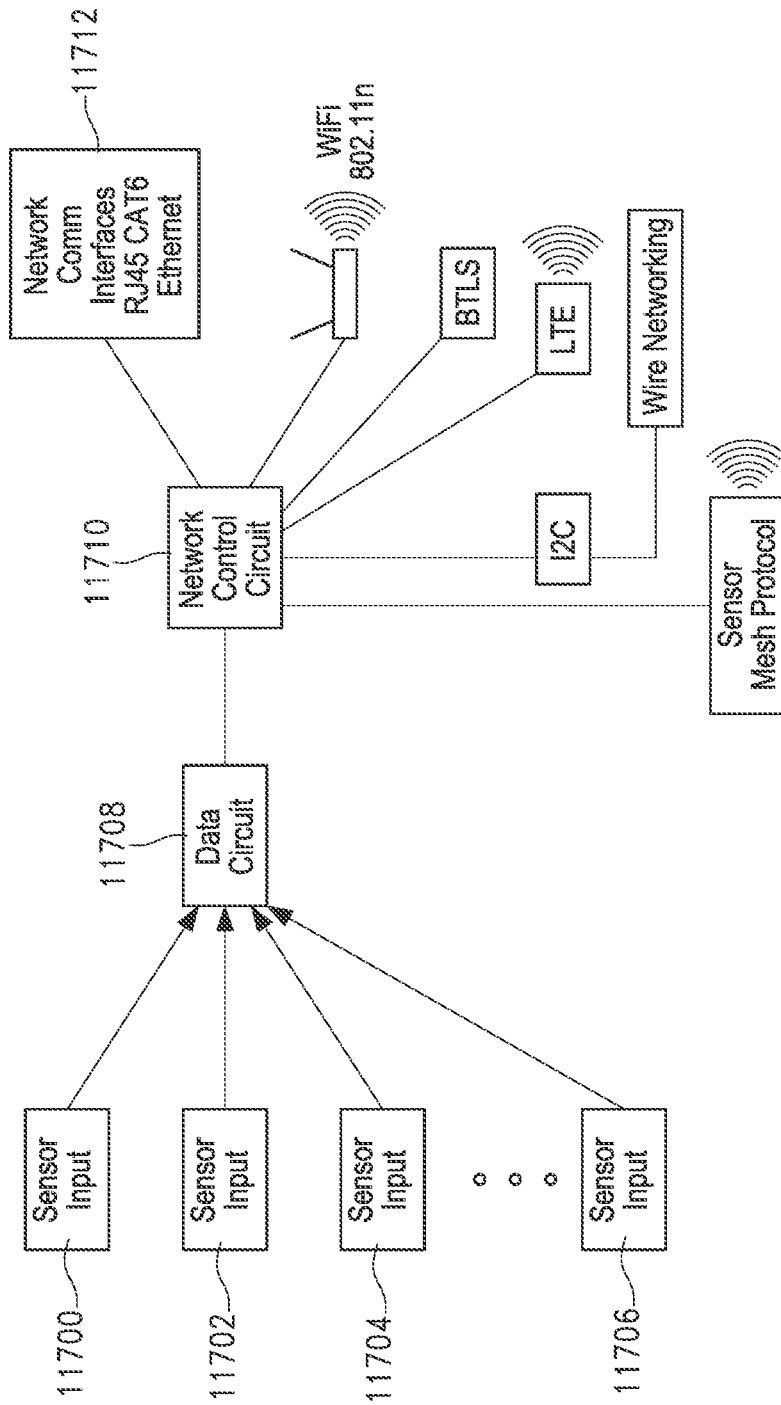 11700
Sensor
Input
11702
Sensor
Input
11704
Sensor
Input
11706
Sensor
Input
11708
Data
Circuit
11710
Network
Control
Circuit
11712
Network
Comm
Interfaces
RJ45 CAT6
Ethernet
WiFi
802.11n
BTLS
LTE
I2C
Wire Networking
Sensor
Mesh Protocol